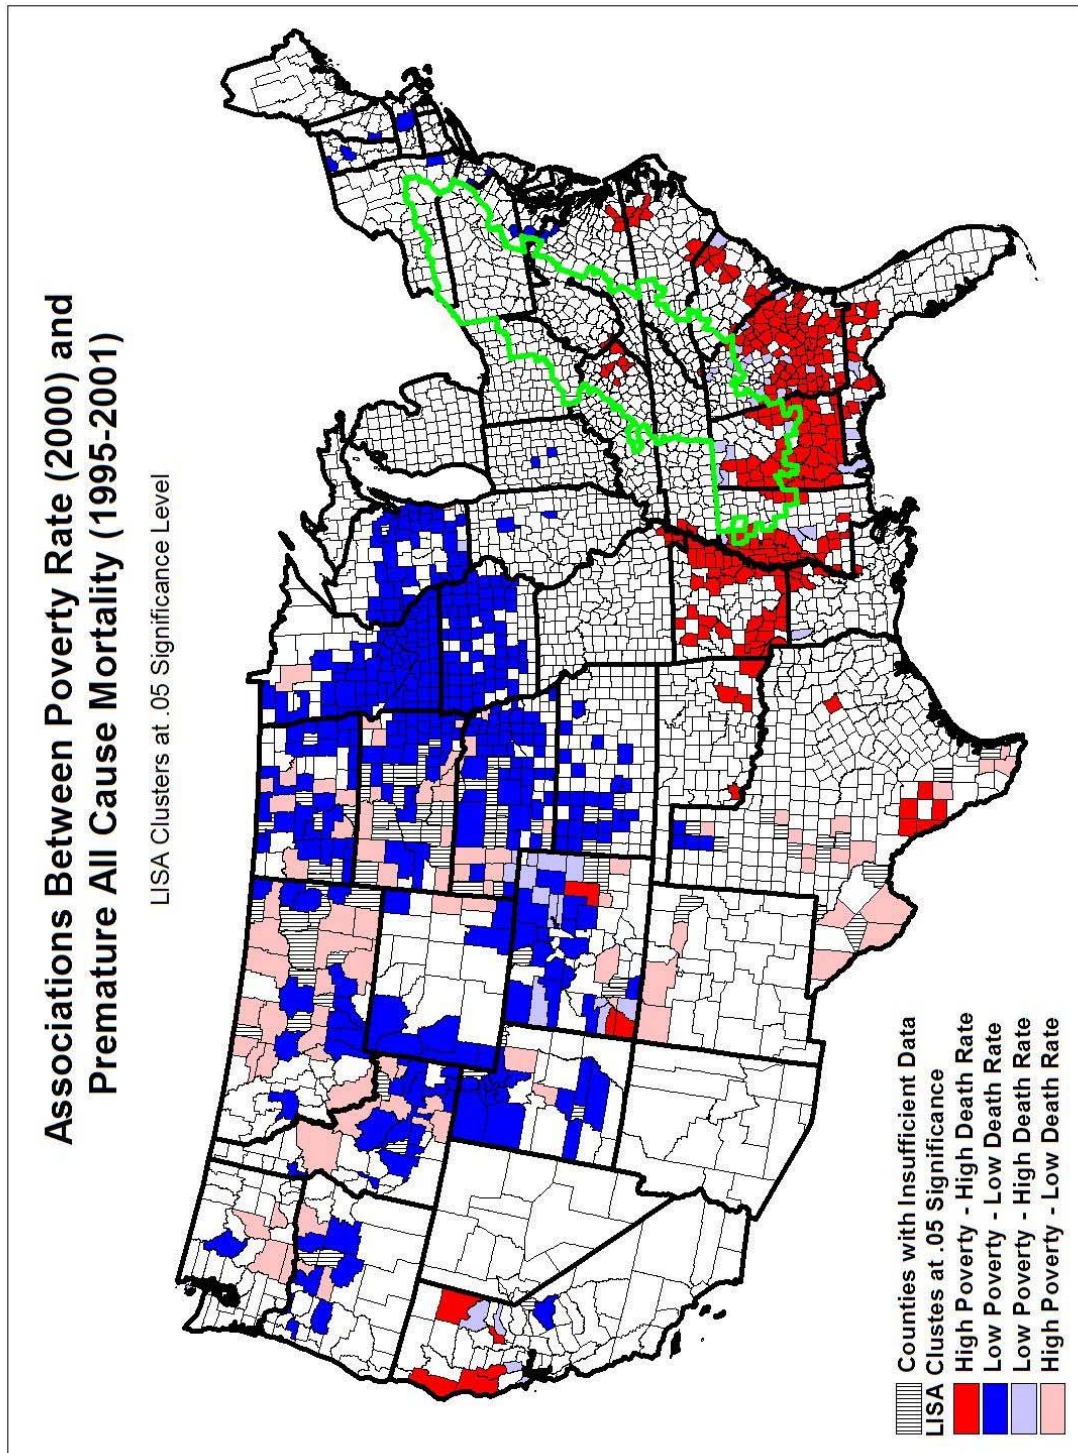 Associations Between Poverty Rate (2000) and
Premature All Cause Mortality (1995-2001)
LISA Clusters at .05 Significance Level
Counties with Insufficient Data
LISA Clustes at .05 Significance
High Poverty - High Death Rate
Low Poverty - Low Death Rate
Low Poverty - High Death Rate
High Poverty - Low Death Rate